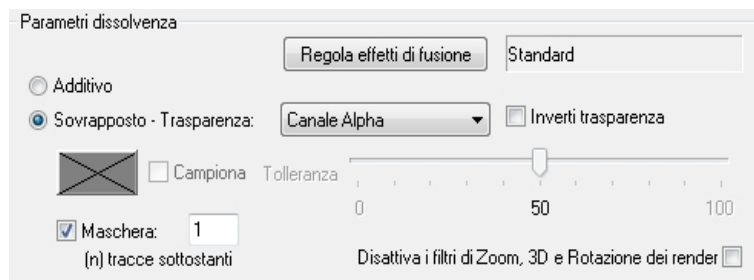 Parametri dissolvenza
Regola effetti di fusione Standard
Additivo
Sovrapposto - Trasparenza: Canale Alpha Inverti trasparenza
Campiona Tolleranza
0 50 100
Maschera: 1
(n) tracce sottostanti Disattiva i filtri di Zoom, 3D e Rotazione dei render